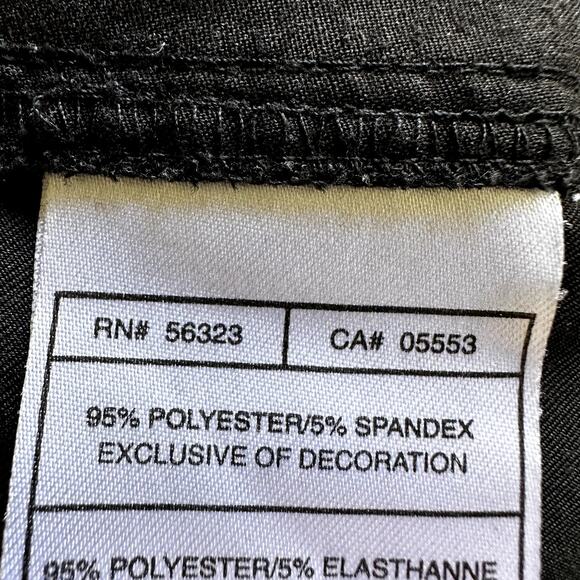 RN# 56323
CA# 05553
95% POLYESTER/5% SPANDEX
EXCLUSIVE OF DECORATION
95% POLYESTER/5% ELASTHANNE